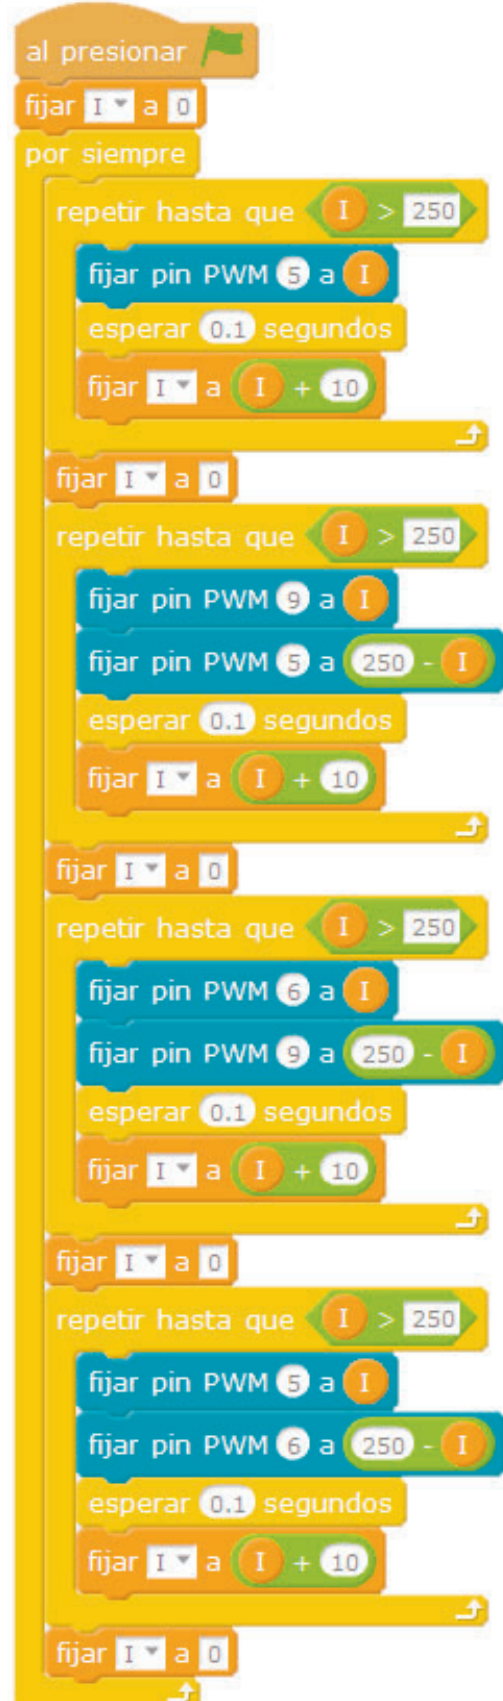 al presionar
fijar I a 0
por siempre
repetir hasta que I > 250
fijar pin PWM 5 a I
esperar 0.1 segundos
fijar I a I + 10
fijar I a 0
repetir hasta que I > 250
fijar pin PWM 9 a I
fijar pin PWM 5 a 250 - I
esperar 0.1 segundos
fijar I a I + 10
fijar I a 0
repetir hasta que I > 250
fijar pin PWM 6 a I
fijar pin PWM 9 a 250 - I
esperar 0.1 segundos
fijar I a I + 10
fijar I a 0
repetir hasta que I > 250
fijar pin PWM 5 a I
fijar pin PWM 6 a 250 - I
esperar 0.1 segundos
fijar I a I + 10
fijar I a 0